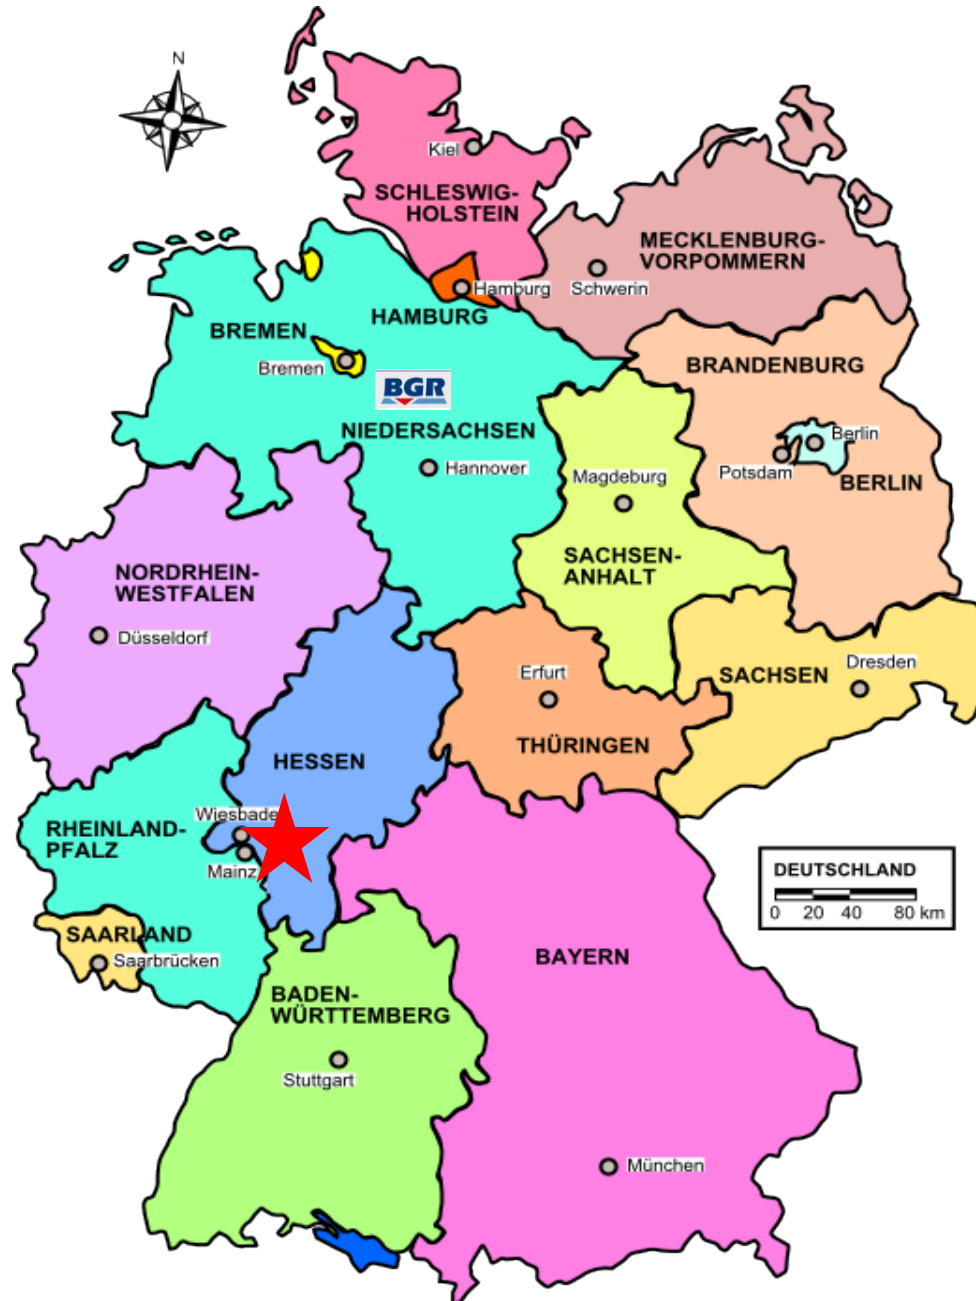 N
Kiel
SCHLESWIG-
HOLSTEIN
MECKLENBURG-
VORPOMMERN
Schwerin
Hamburg
HAMBURG
BREMEN
Bremen
BGR
NIEDERSACHSEN
Hannover
BRANDENBURG
Berlin
Potsdam
BERLIN
Magdeburg
SACHSEN-
ANHALT
NORDRHEIN-
WESTFALEN
Düsseldorf
Erfurt
THÜRINGEN
SACHSEN
Dresden
HESSEN
Wiesbade
Mainz
RHEINLAND-
PFALZ
SAARLAND
Saarbrücken
DEUTSCHLAND
0 20 40 80 km
BAYERN
BADEN-
WÜRTTEMBERG
Stuttgart
München